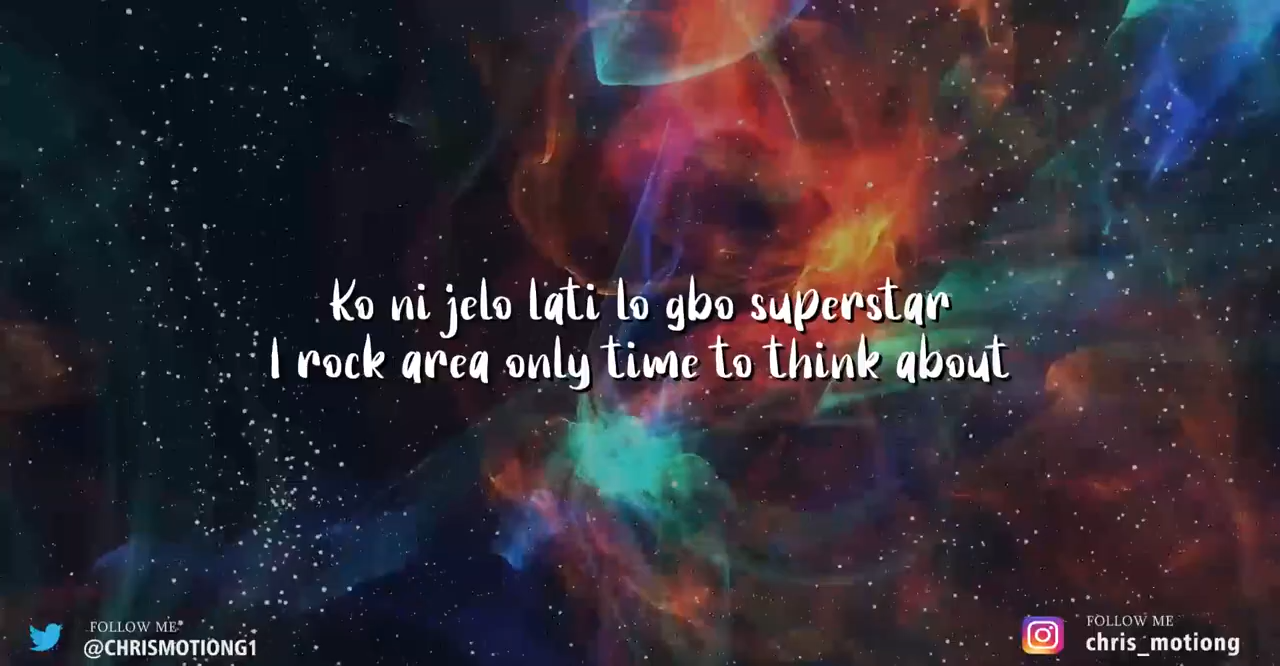 Ko ni jelo lati lo gbo superstar
I rock area only time to think about
FOLLOW ME
@CHRISMOTIONG1
FOLLOW ME
chris_motiong